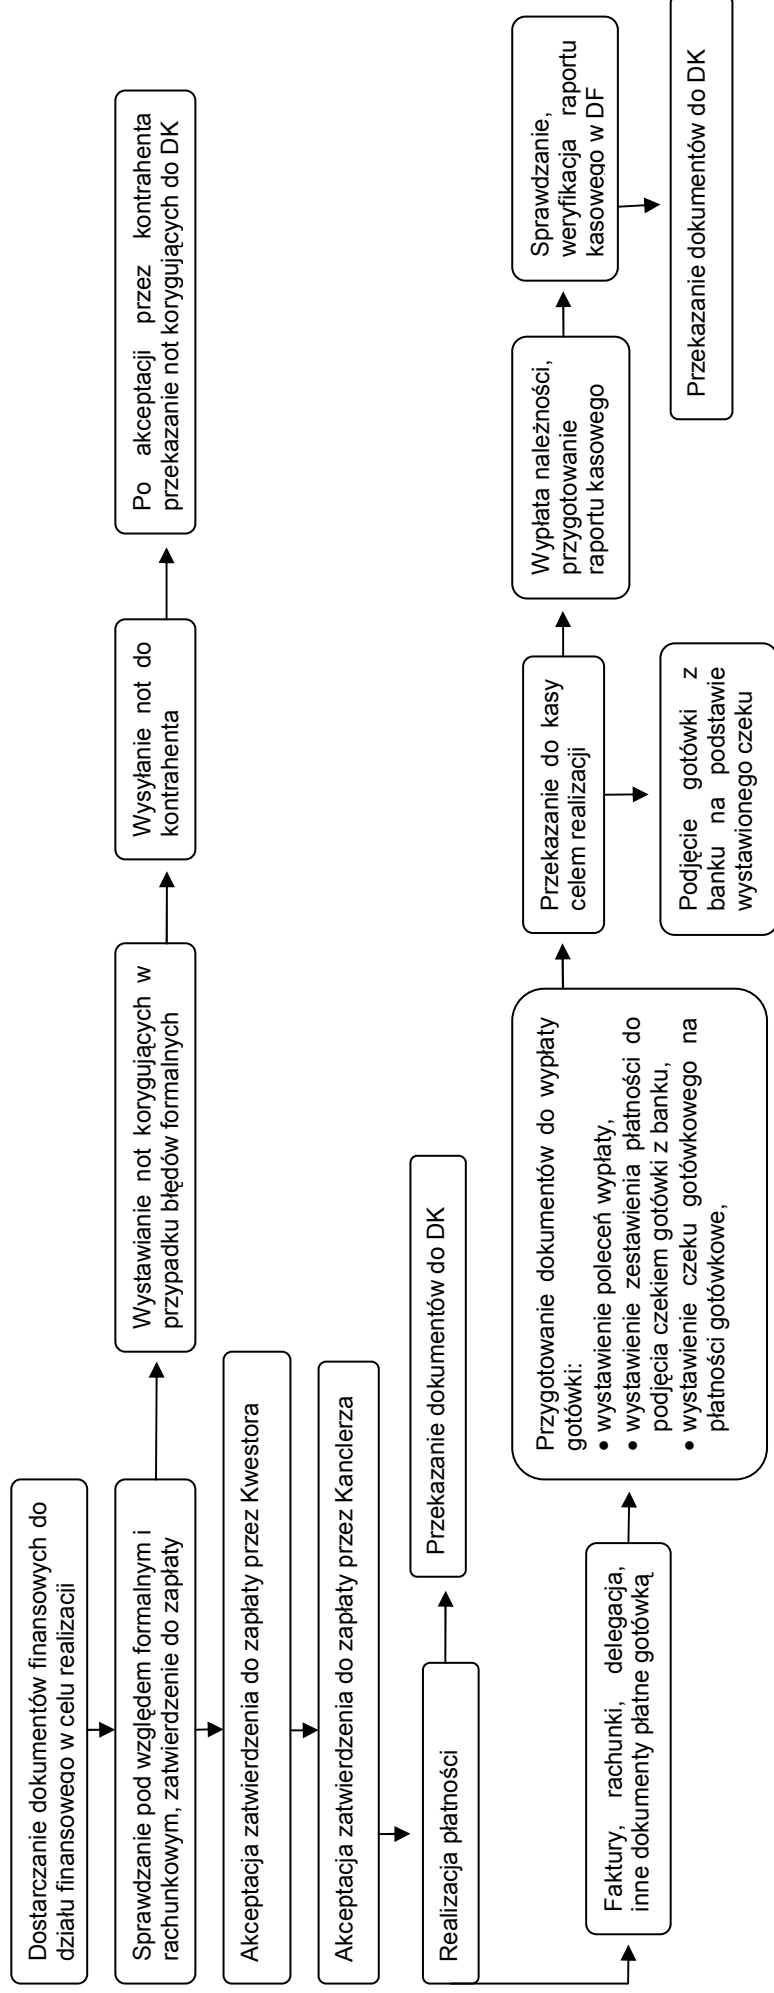 Dostarczanie dokumentów finansowych do
działu finansowego w celu realizacji
Sprawdzanie pod względem formalnym i
rachunkowym, zatwierdzenie do zapłaty
Wystawianie not korygujących w
przypadku błędów formalnych
Wysyłanie not do
kontrahenta
Po akceptacji przez kontrahenta
przekazanie not korygujących do DK
Akceptacja zatwierdzenia do zapłaty przez Kwestora
Akceptacja zatwierdzenia do zapłaty przez Kanclerza
Realizacja płatności
Przekazanie dokumentów do DK
Faktury, rachunki, delegacja,
inne dokumenty płatne gotówką
Przygotowanie dokumentów do wypłaty
gotówki:
• wystawienie poleceń wypłaty,
• wystawienie zestawienia płatności do
podjęcia czekiem gotówki z banku,
• wystawienie czeku gotówkowego na
płatności gotówkowe,
Przekazanie do kasy
celem realizacji
Podjęcie gotówki z
banku na podstawie
wystawionego czeku
Wypłata należności,
przygotowanie
raportu kasowego
Sprawdzanie,
weryfikacja raportu
kasowego w DF
Przekazanie dokumentów do DK